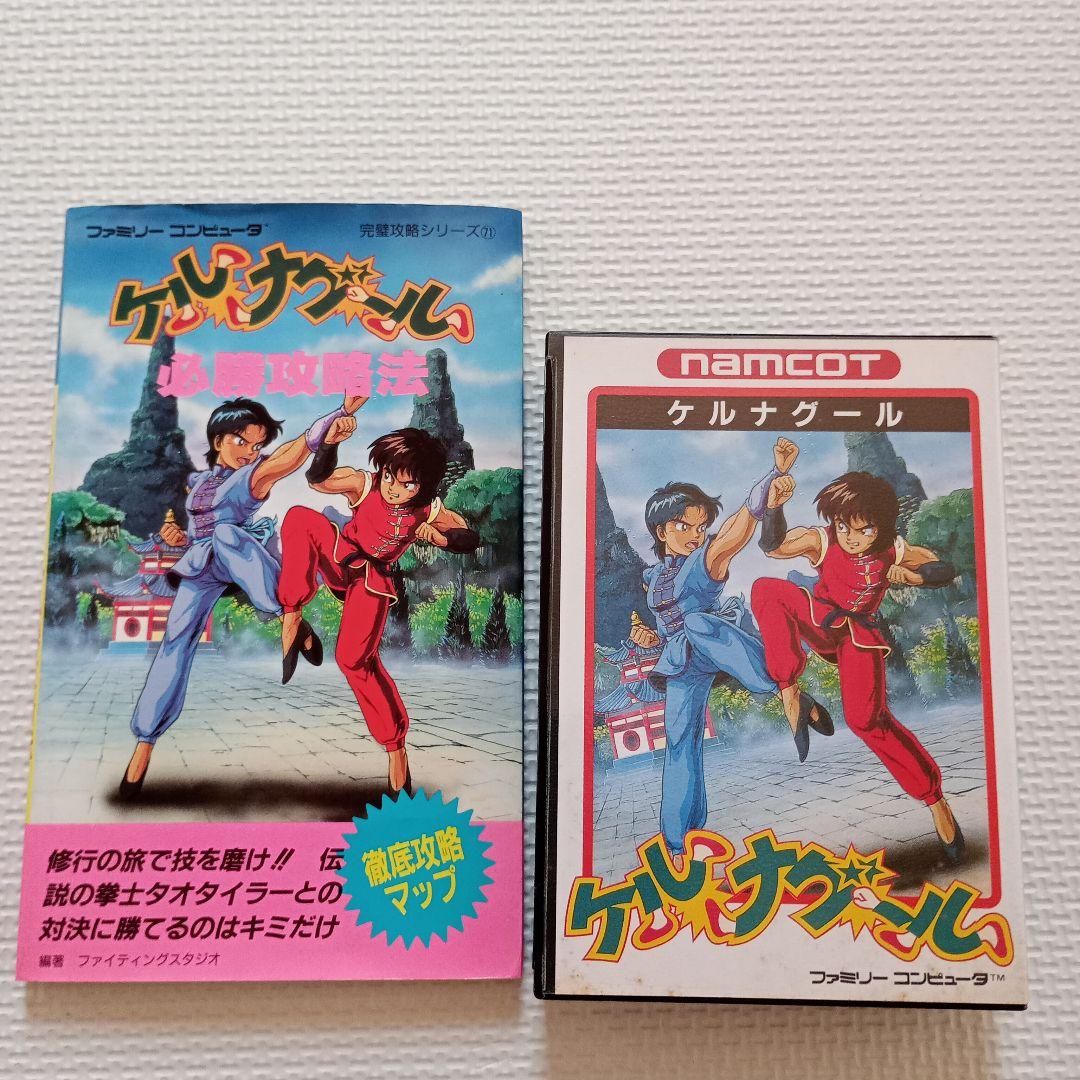 ファミリー コンピュータ™
完璧攻略シリーズ71
ケルナグール
必勝攻略法
修行の旅で技を磨け!! 伝
説の拳士タオタイラーとの
対決に勝てるのはキミだけ
徹底攻略
マップ
編著 ファイティングスタジオ
namcot
ケルナグール
ケルナグール
ファミリー コンピュータ™